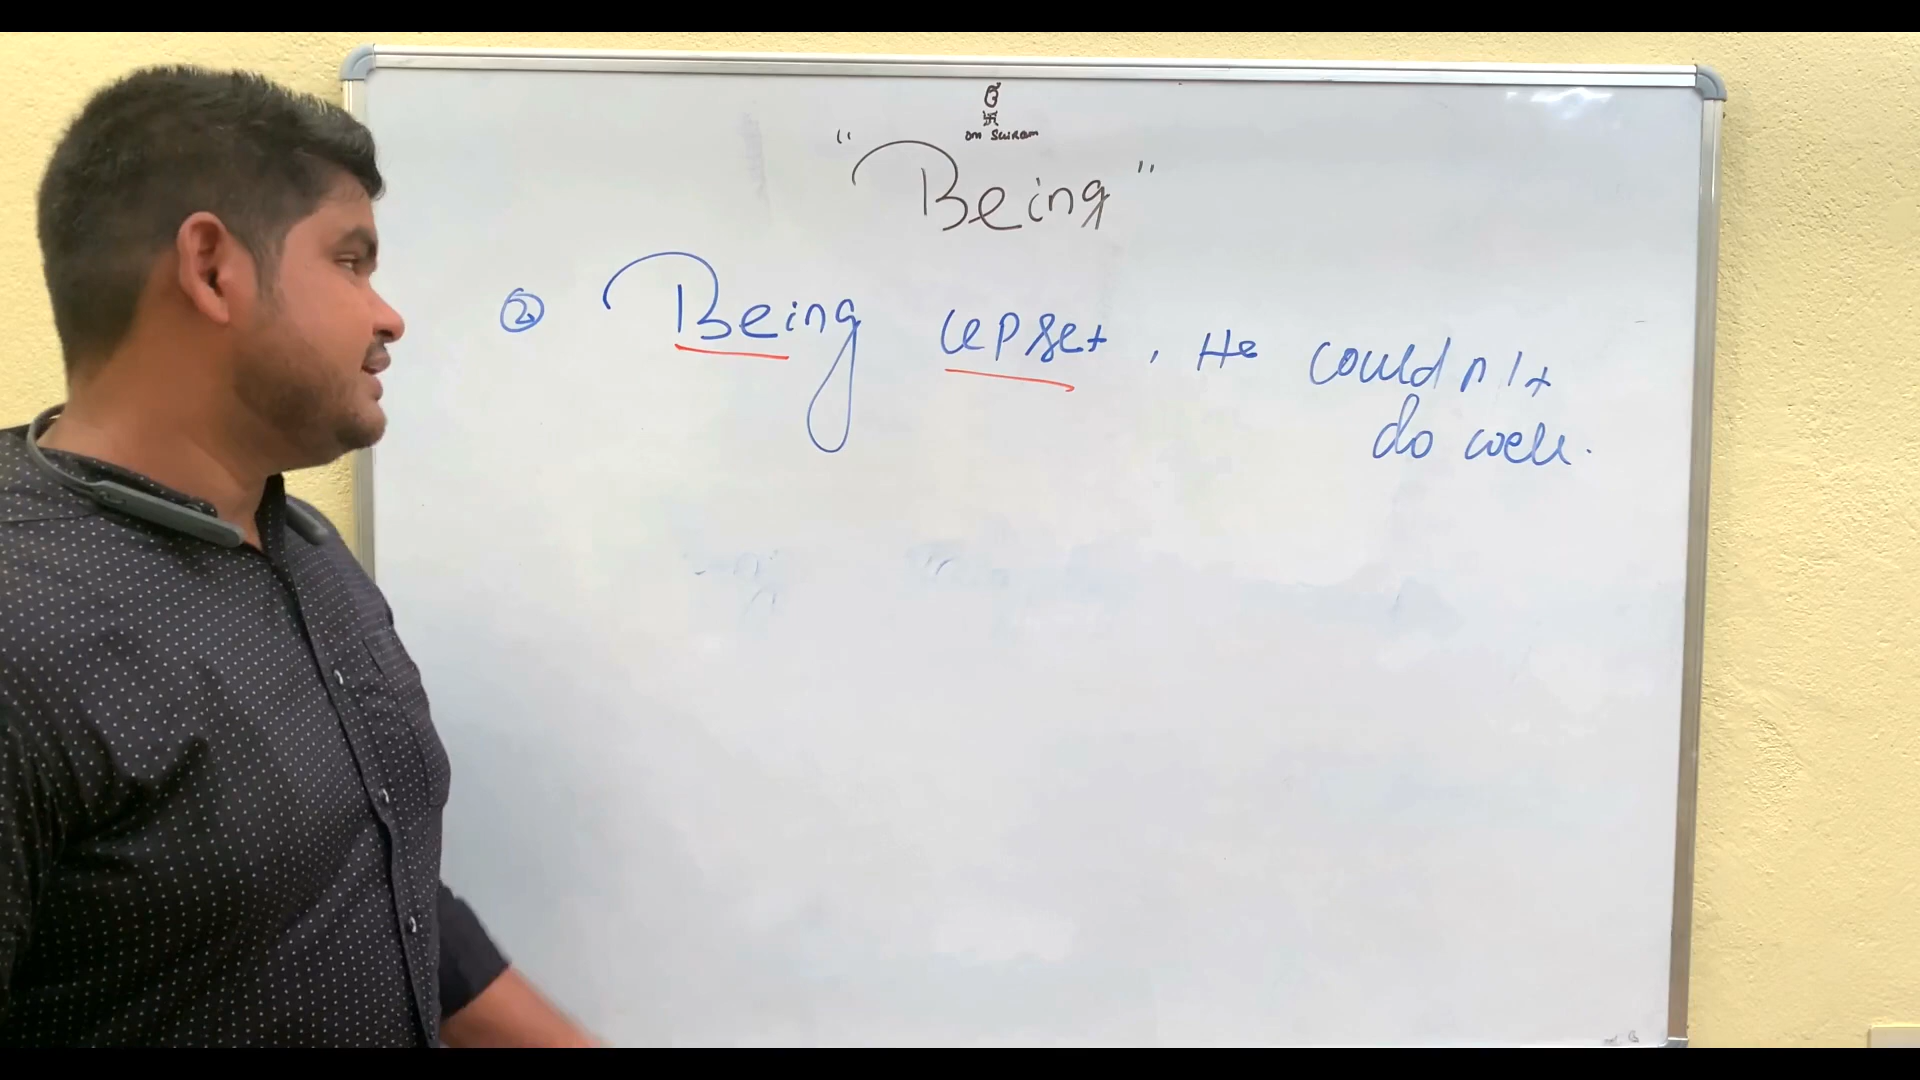 Om Sairam
"Being"
② Being upset, He couldn't
do well.